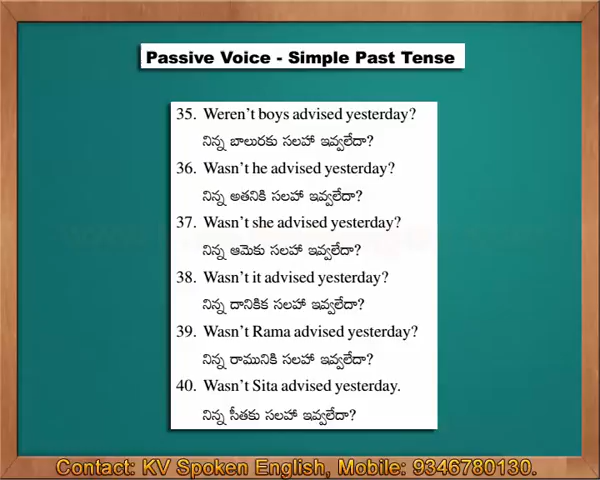 Passive Voice - Simple Past Tense
35. Weren't boys advised yesterday?
నిన్న బాలురకు సలహా ఇవ్వలేదా?
36. Wasn't he advised yesterday?
నిన్న అతనికి సలహా ఇవ్వలేదా?
37. Wasn't she advised yesterday?
నిన్న ఆమెకు సలహా ఇవ్వలేదా?
38. Wasn't it advised yesterday?
నిన్న దానికిక సలహా ఇవ్వలేదా?
39. Wasn't Rama advised yesterday?
నిన్న రామునికి సలహా ఇవ్వలేదా?
40. Wasn't Sita advised yesterday.
నిన్న సీతకు సలహా ఇవ్వలేదా?
Contact: KV Spoken English, Mobile: 9346780130.